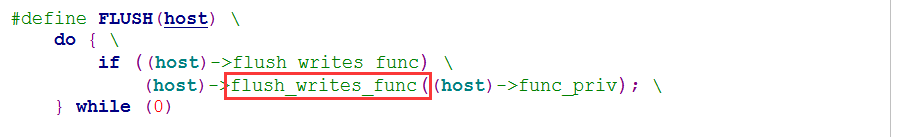 #define FLUSH(host) \
do { \
if ((host)->flush_writes_func) \
(host)->flush_writes_func((host)->func_priv); \
} while (0)